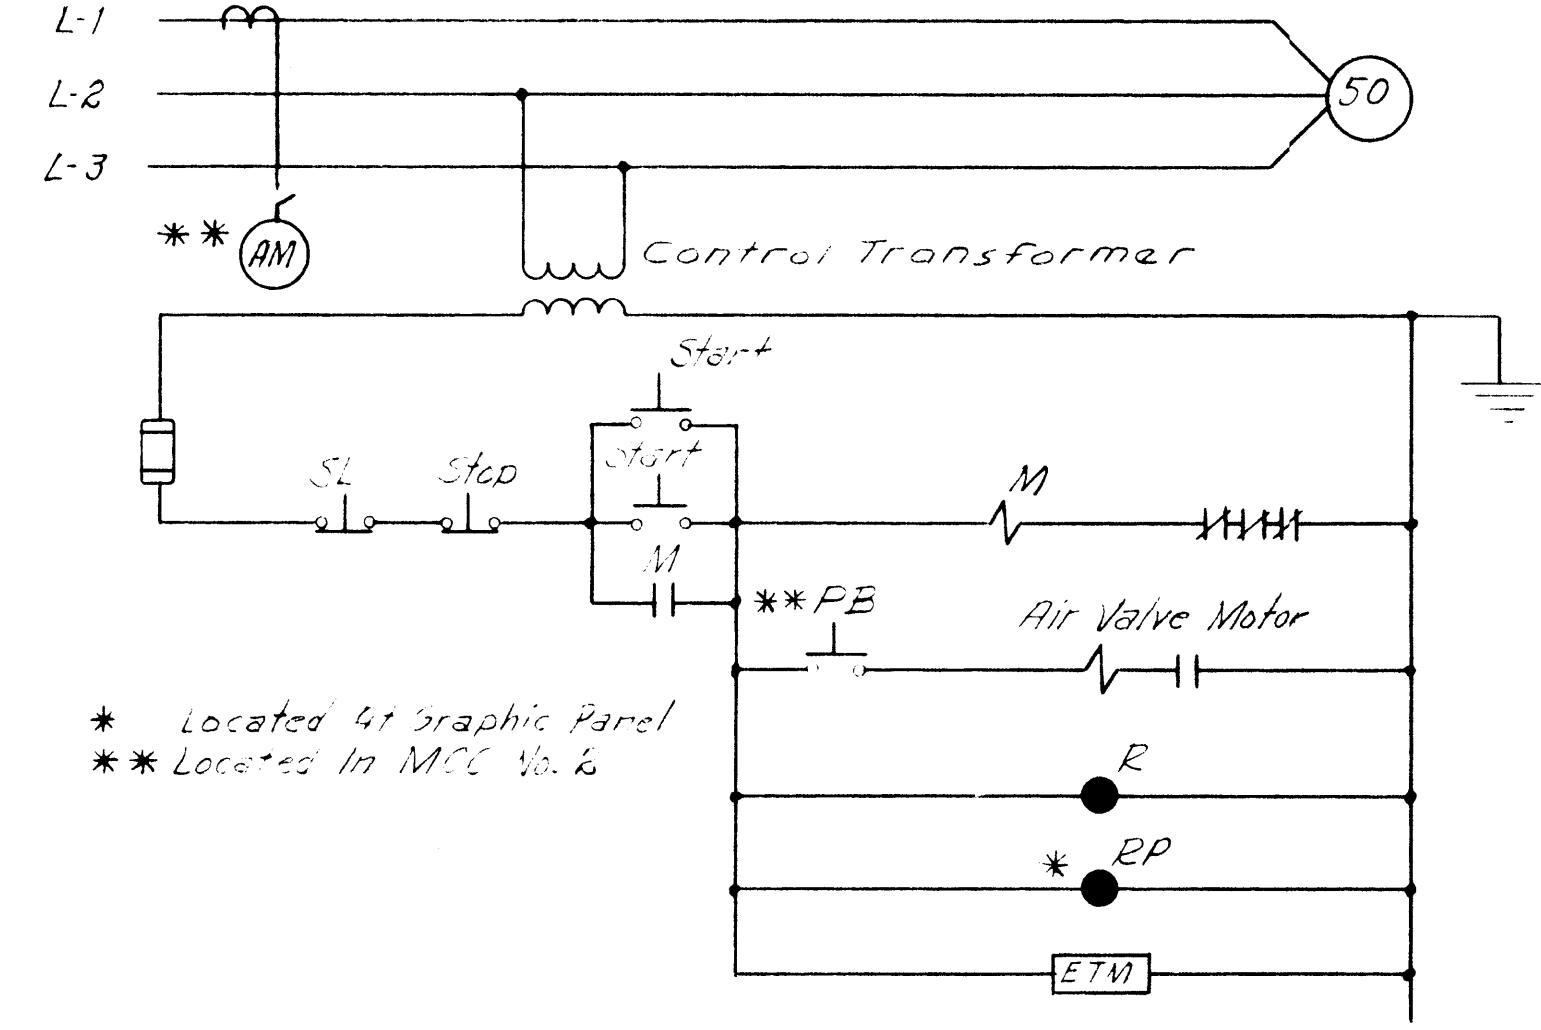 L-1
L-2
50
L-3
** AM
Control Transformer
Start
Start
SL
Stop
M
M
** PB
Air Valve Motor
* Located At Graphic Panel
** Located In MCC No. 2
R
* RP
ETM